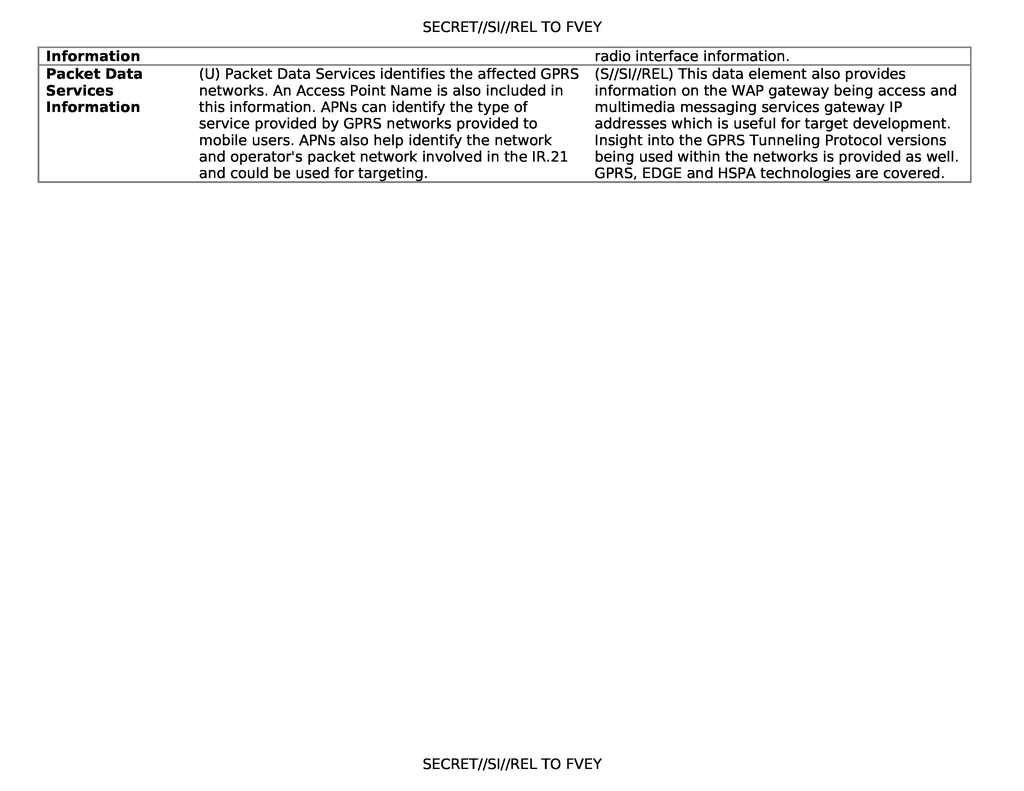 SECRET//SI//REL TO FVEY
Information radio interface information.
Packet Data
Services
Information
(U) Packet Data Services identifies the affected GPRS
networks. An Access Point Name is also included in
this information. APNs can identify the type of
service provided by GPRS networks provided to
mobile users. APNs also help identify the network
and operator's packet network involved in the IR.21
and could be used for targeting.
(S//SI//REL) This data element also provides
information on the WAP gateway being access and
multimedia messaging services gateway IP
addresses which is useful for target development.
Insight into the GPRS Tunneling Protocol versions
being used within the networks is provided as well.
GPRS, EDGE and HSPA technologies are covered.
SECRET//SI//REL TO FVEY